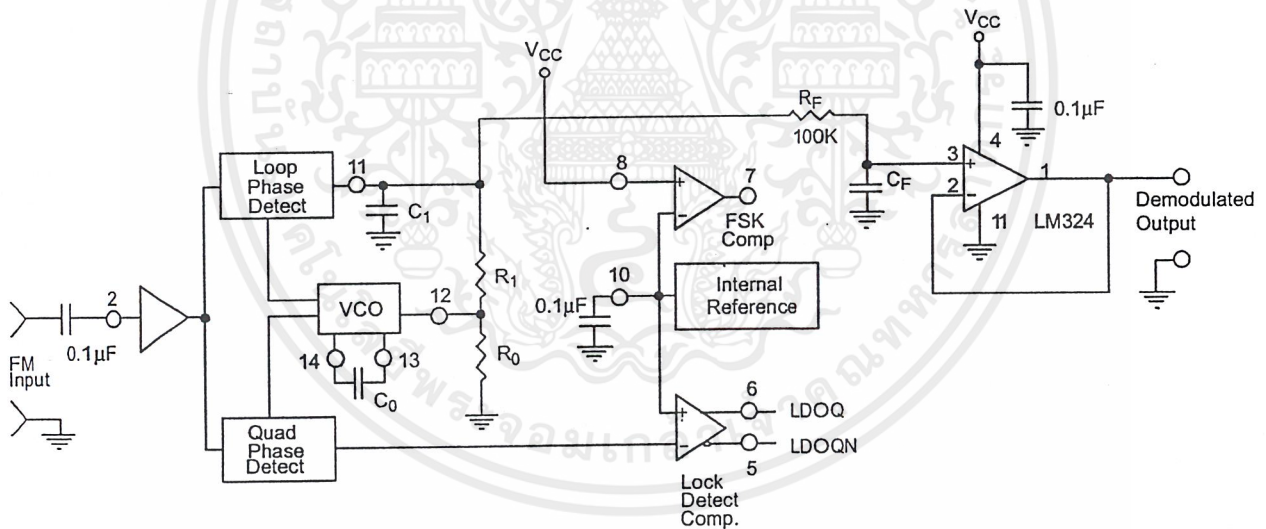 VCC
VCC
RF
100K
0.1µF
Loop
Phase
Detect
11
C1
8
7
FSK
Comp
3
4
2
11
1
LM324
CF
Demodulated
Output
R1
10
0.1µF
Internal
Reference
2
0.1µF
FM
Input
VCO
12
14
13
C0
R0
Quad
Phase
Detect
6
LDOQ
LDOQN
5
Lock
Detect
Comp.